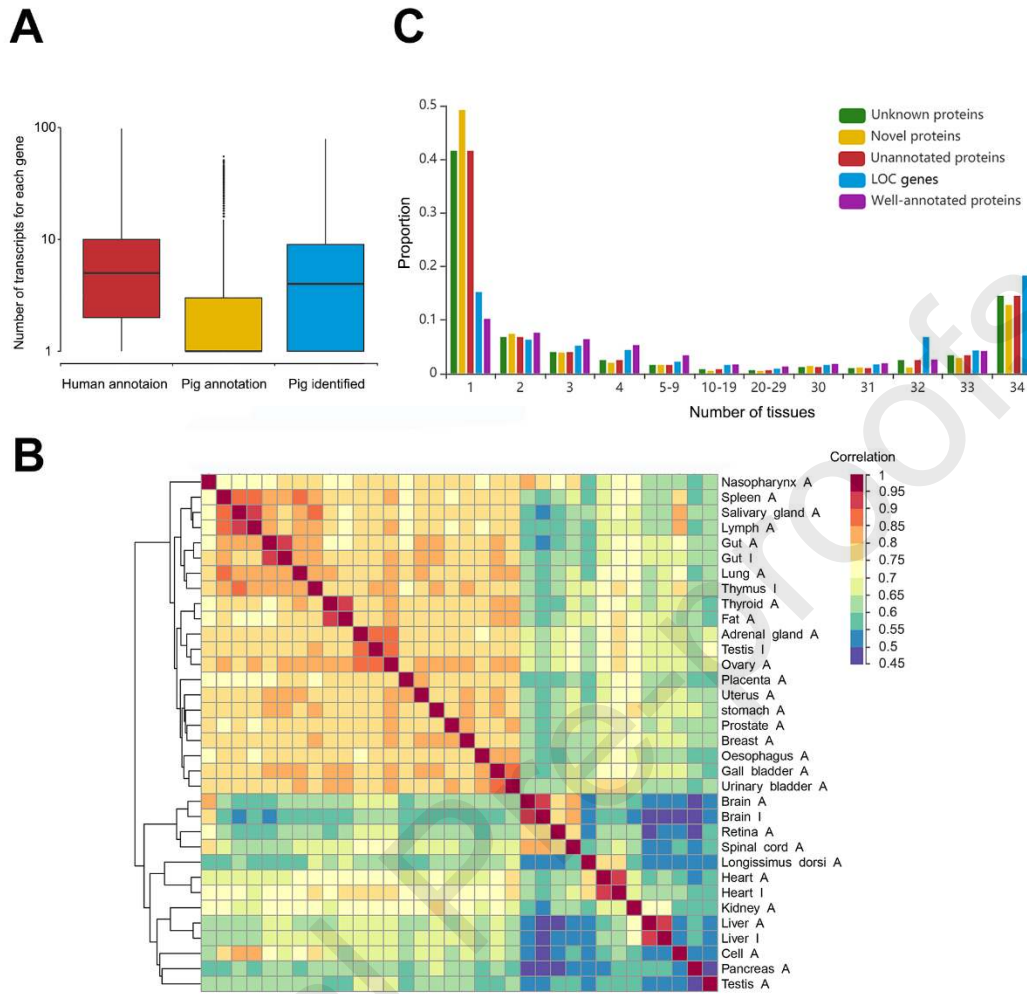 A
Number of transcripts for each gene
100
10
1
Human annotaion
Pig annotation
Pig identified
C
Proportion
0.5
0.4
0.3
0.2
0.1
0
1
2
3
4
5-9
10-19
20-29
30
31
32
33
34
Number of tissues
Unknown proteins
Novel proteins
Unannotated proteins
LOC genes
Well-annotated proteins
B
Nasopharynx A
Spleen A
Salivary gland A
Lymph A
Gut A
Gut I
Lung A
Thymus I
Thyroid A
Fat A
Adrenal gland A
Testis I
Ovary A
Placenta A
Uterus A
stomach A
Prostate A
Breast A
Oesophagus A
Gall bladder A
Urinary bladder A
Brain A
Brain I
Retina A
Spinal cord A
Longissimus dorsi A
Heart A
Heart I
Kidney A
Liver A
Liver I
Cell A
Pancreas A
Testis A
Correlation
1
0.95
0.9
0.85
0.8
0.75
0.7
0.65
0.6
0.55
0.5
0.45
Pre-proofs